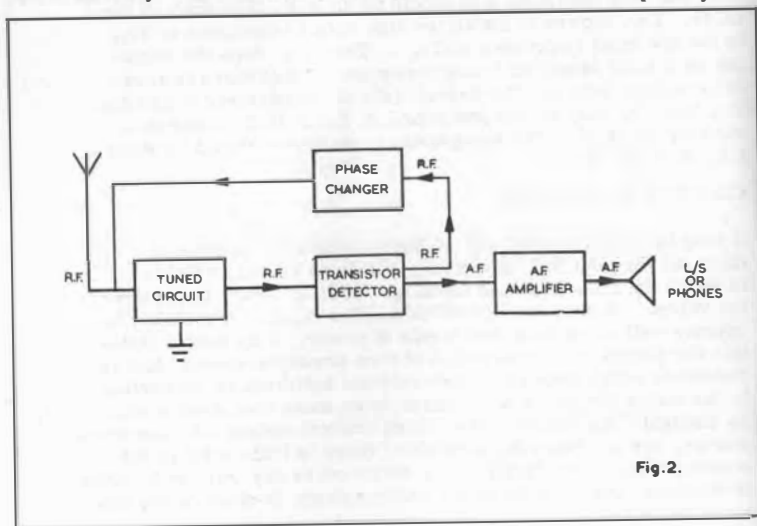 PHASE
CHANGER
R.F.
R.F.
R.F.
TUNED
CIRCUIT
R.F.
TRANSISTOR
DETECTOR
A.F.
A.F.
AMPLIFIER
A.F.
L/S
OR
PHONES
Fig.2.